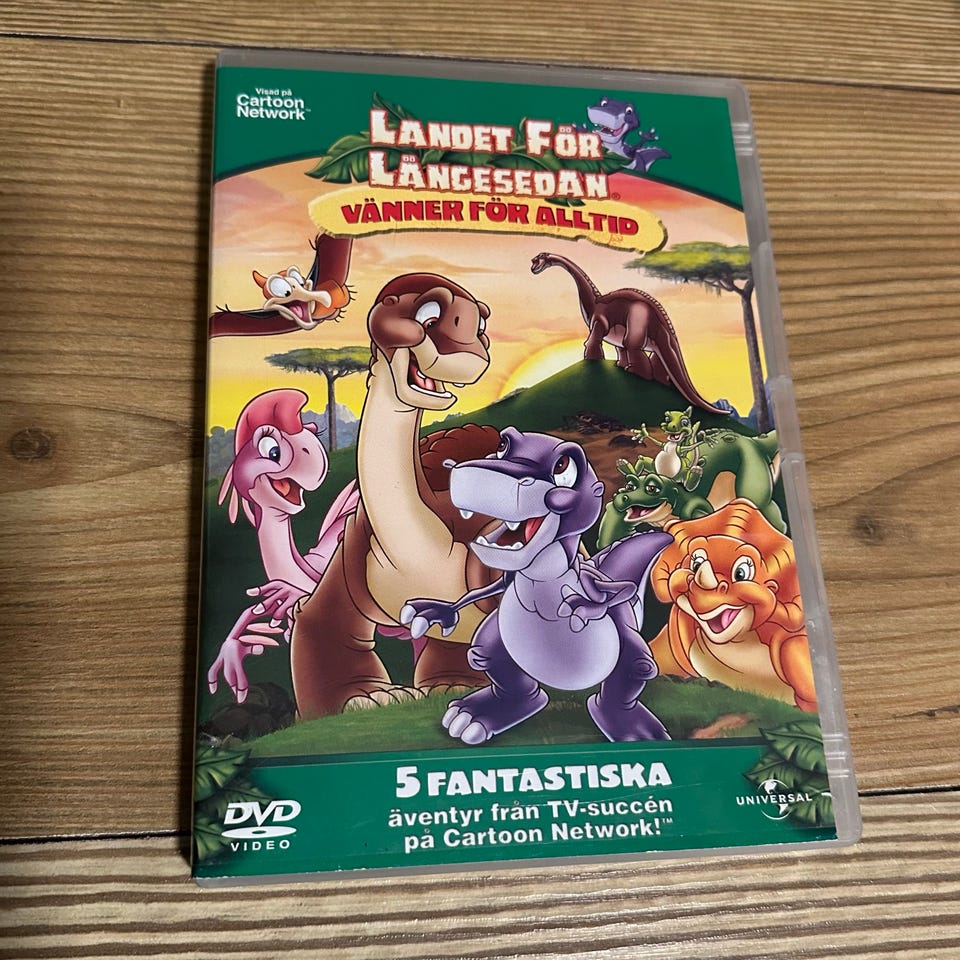 Visad på
Cartoon
Network™
LANDET FÖR
LÄNGESEDAN®
VÄNNER FÖR ALLTID
5 FANTASTISKA
äventyr från TV-succén
på Cartoon Network!™
DVD
VIDEO
UNIVERSAL